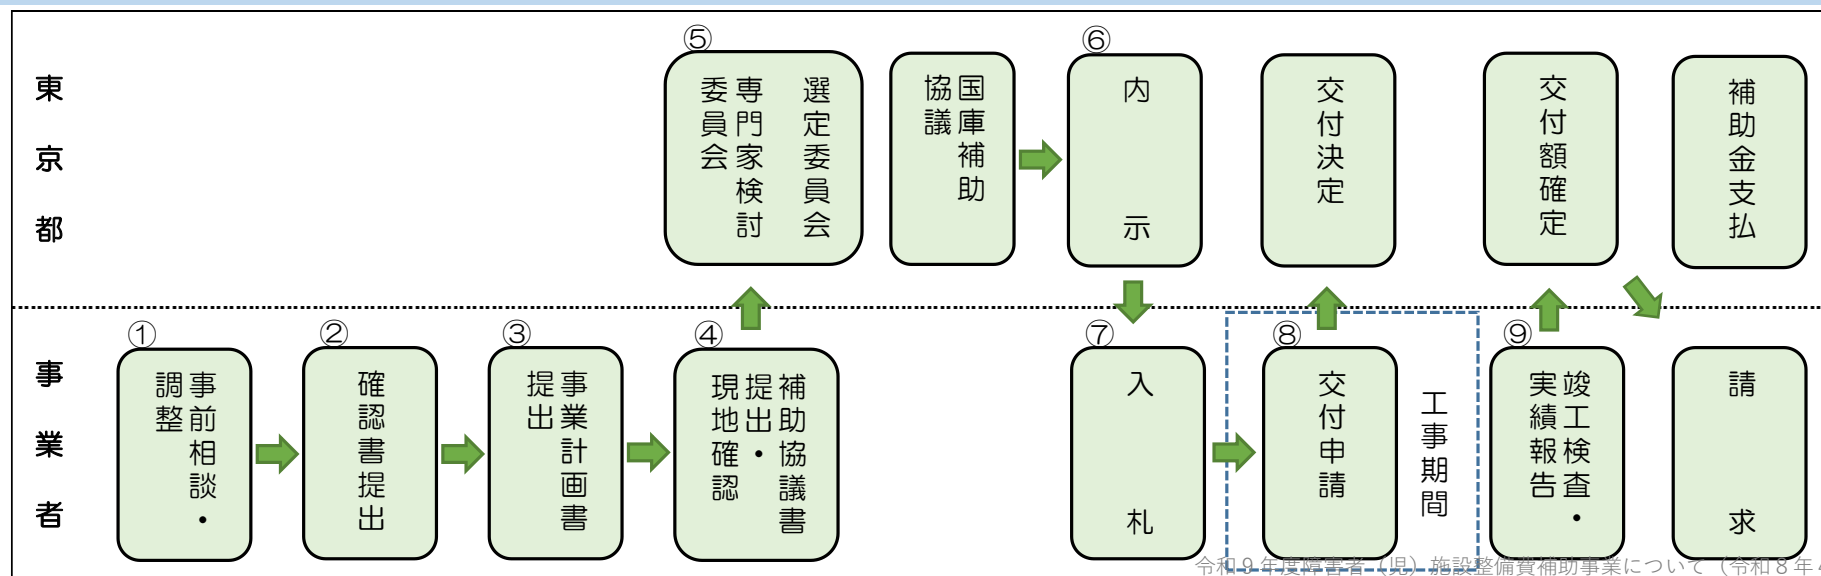 東京都
⑤
選定委員会
専門家検討
委員会
国庫補助
協議
⑥
内示
交付決定
交付額確定
補助金支払
事業者
①
事前相談・
調整
②
確認書提出
③
事業計画書
提出
④
補助協議書
提出・
現地確認
⑦
入札
⑧
交付申請
工事期間
⑨
竣工検査・
実績報告
請求
令和9年度障害者(児)施設整備費補助事業について(令和8年